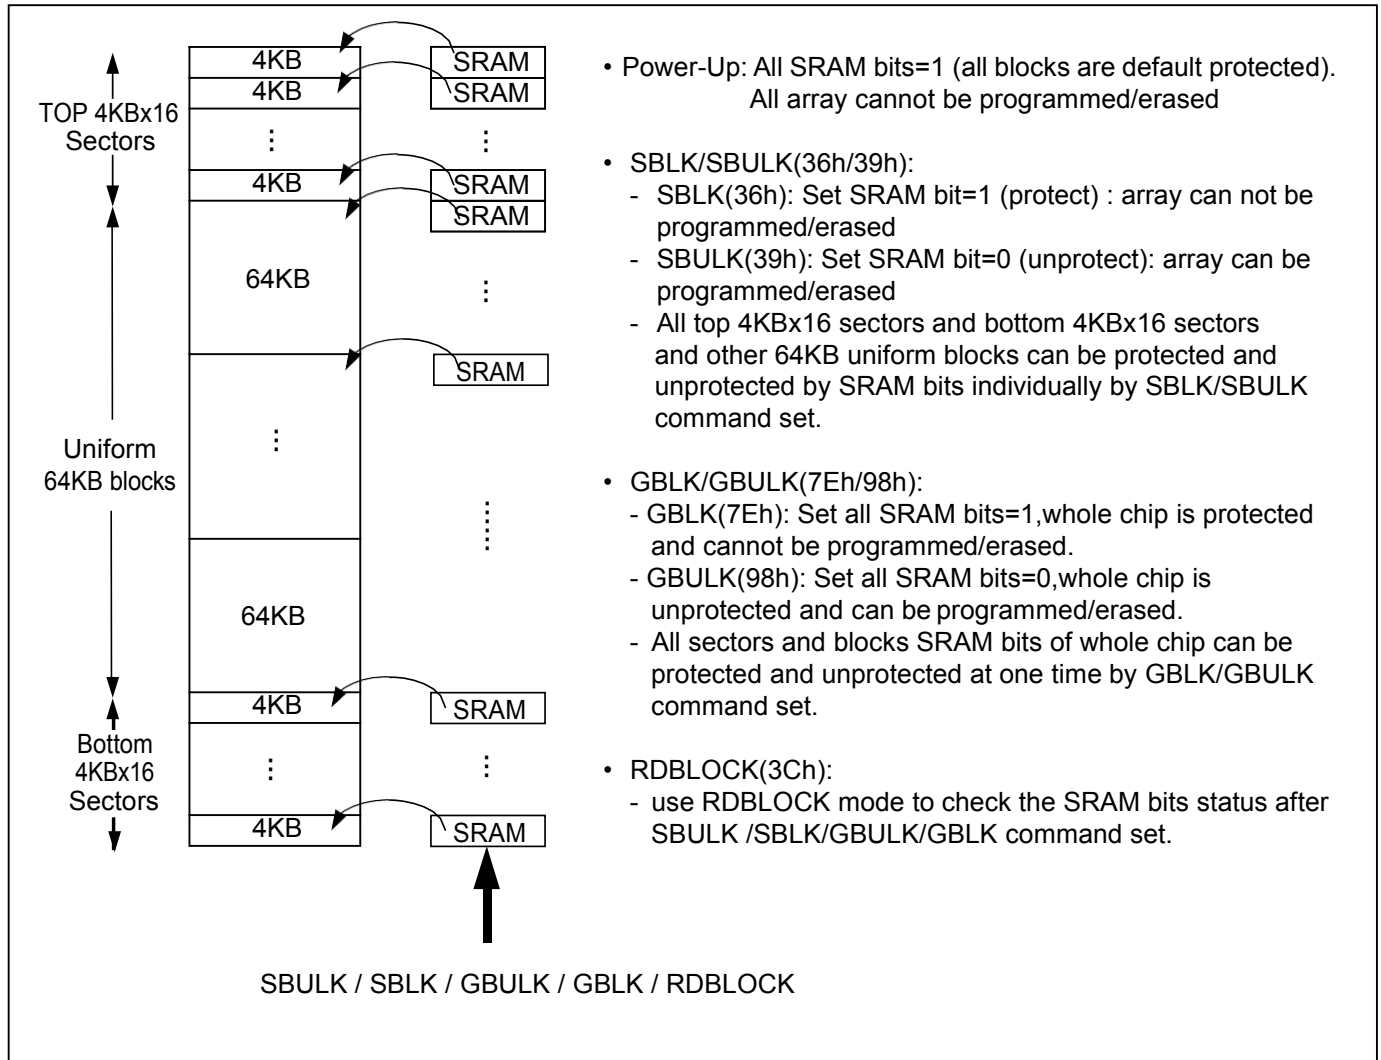 4KB
4KB
⋮
4KB
64KB
⋮
64KB
4KB
⋮
4KB
SRAM
SRAM
⋮
SRAM
SRAM
⋮
SRAM
⋮
SRAM
⋮
SRAM
TOP 4KBx16
Sectors
Uniform
64KB blocks
Bottom
4KBx16
Sectors
SBULK / SBLK / GBULK / GBLK / RDBLOCK
• Power-Up: All SRAM bits=1 (all blocks are default protected).
All array cannot be programmed/erased
• SBLK/SBULK(36h/39h):
- SBLK(36h): Set SRAM bit=1 (protect) : array can not be
programmed/erased
- SBULK(39h): Set SRAM bit=0 (unprotect): array can be
programmed/erased
- All top 4KBx16 sectors and bottom 4KBx16 sectors
and other 64KB uniform blocks can be protected and
unprotected by SRAM bits individually by SBLK/SBULK
command set.
• GBLK/GBULK(7Eh/98h):
- GBLK(7Eh): Set all SRAM bits=1,whole chip is protected
and cannot be programmed/erased.
- GBULK(98h): Set all SRAM bits=0,whole chip is
unprotected and can be programmed/erased.
- All sectors and blocks SRAM bits of whole chip can be
protected and unprotected at one time by GBLK/GBULK
command set.
• RDBLOCK(3Ch):
- use RDBLOCK mode to check the SRAM bits status after
SBULK /SBLK/GBULK/GBLK command set.